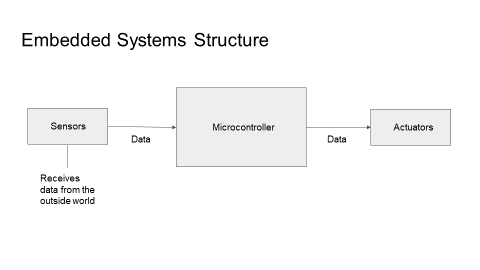 Embedded Systems Structure
Sensors
Data
Microcontroller
Data
Actuators
Receives
data from the
outside world